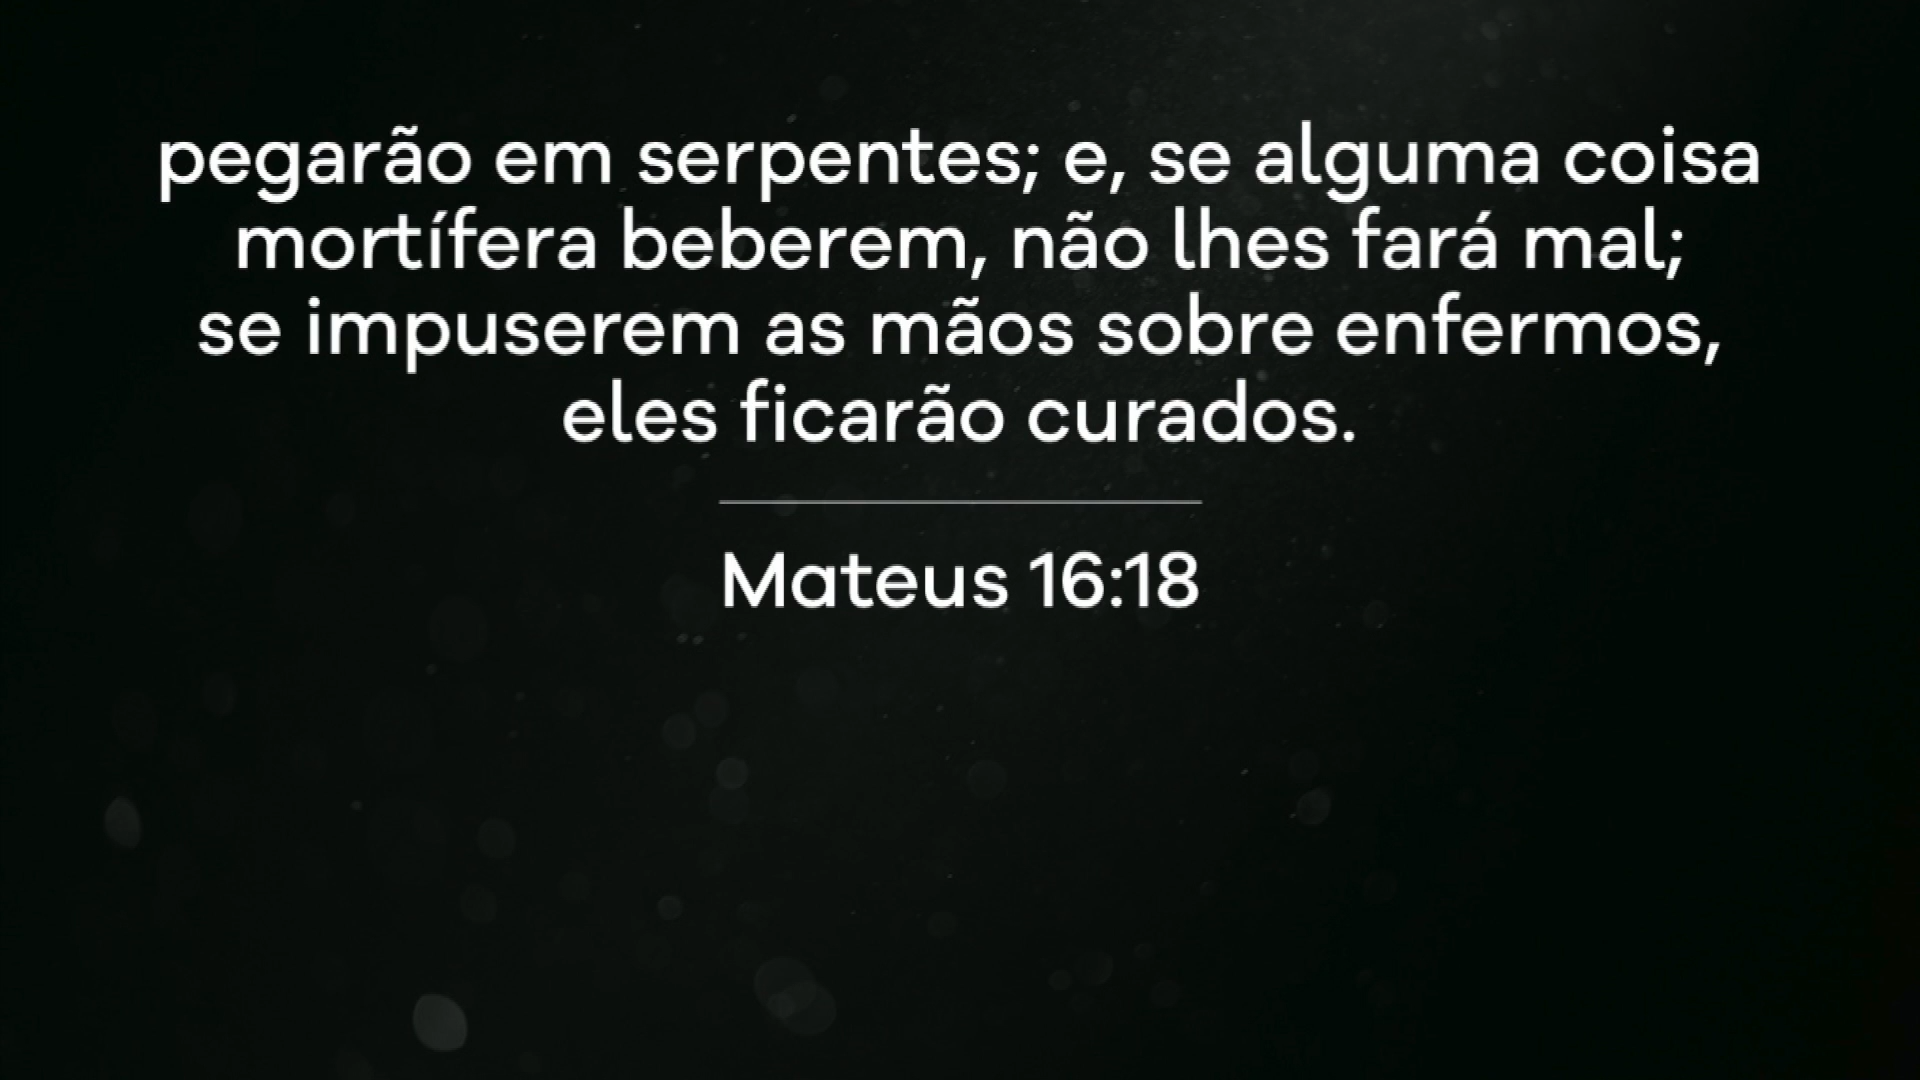 pegarão em serpentes; e, se alguma coisa
mortífera beberem, não lhes fará mal;
se impuserem as mãos sobre enfermos,
eles ficarão curados.
Mateus 16:18